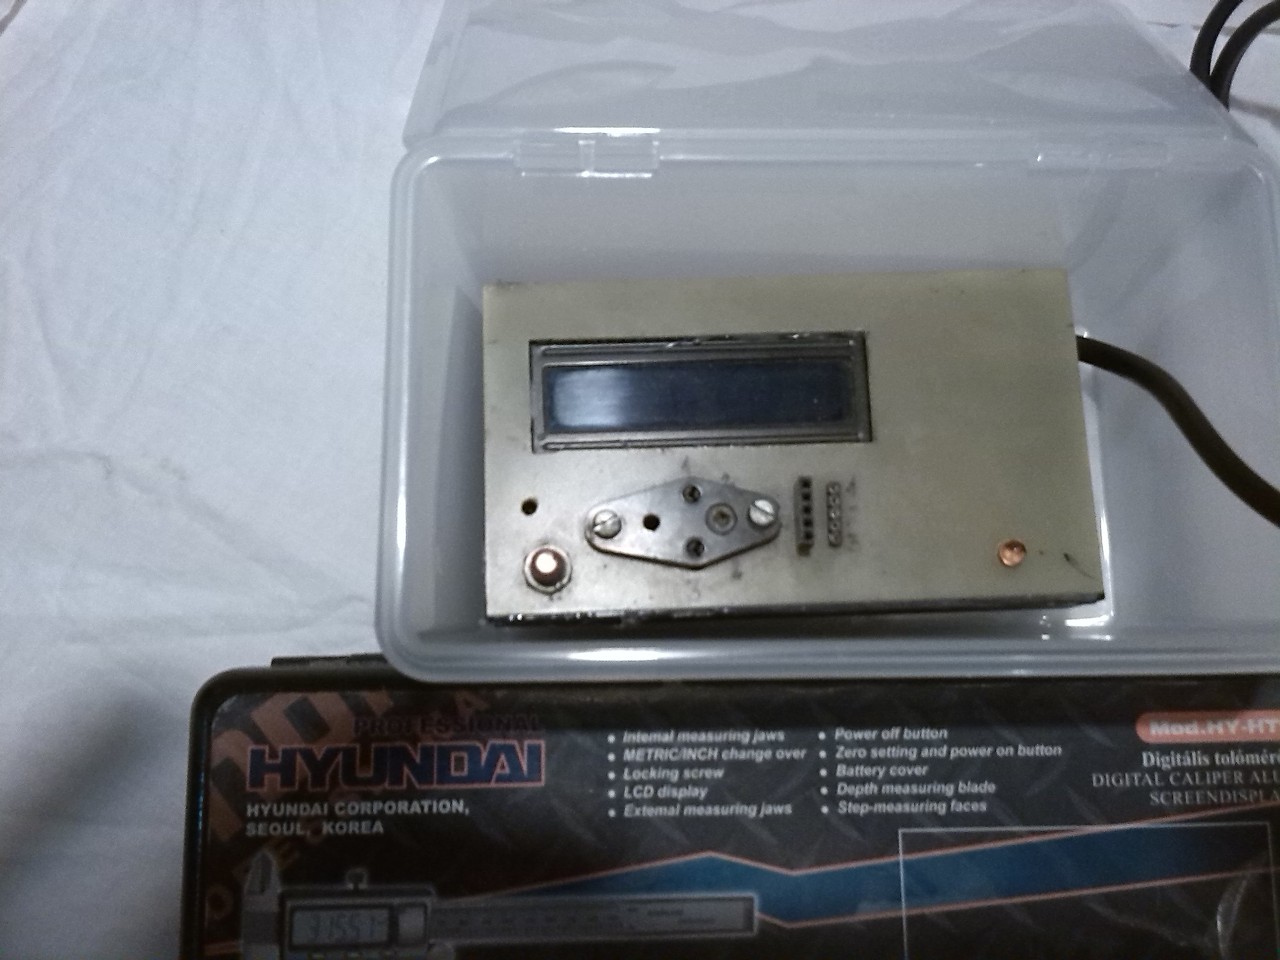 PROFESSIONAL
HYUNDAI
HYUNDAI CORPORATION,
SEOUL, KOREA
• Internal measuring jaws
• METRIC/INCH change over
• Locking screw
• LCD display
• External measuring jaws
• Power off button
• Zero setting and power on button
• Battery cover
• Depth measuring blade
• Step-measuring faces
Mod.HY-HT
Digitális tolómér
DIGITAL CALIPER ALU
SCREENDISPLA